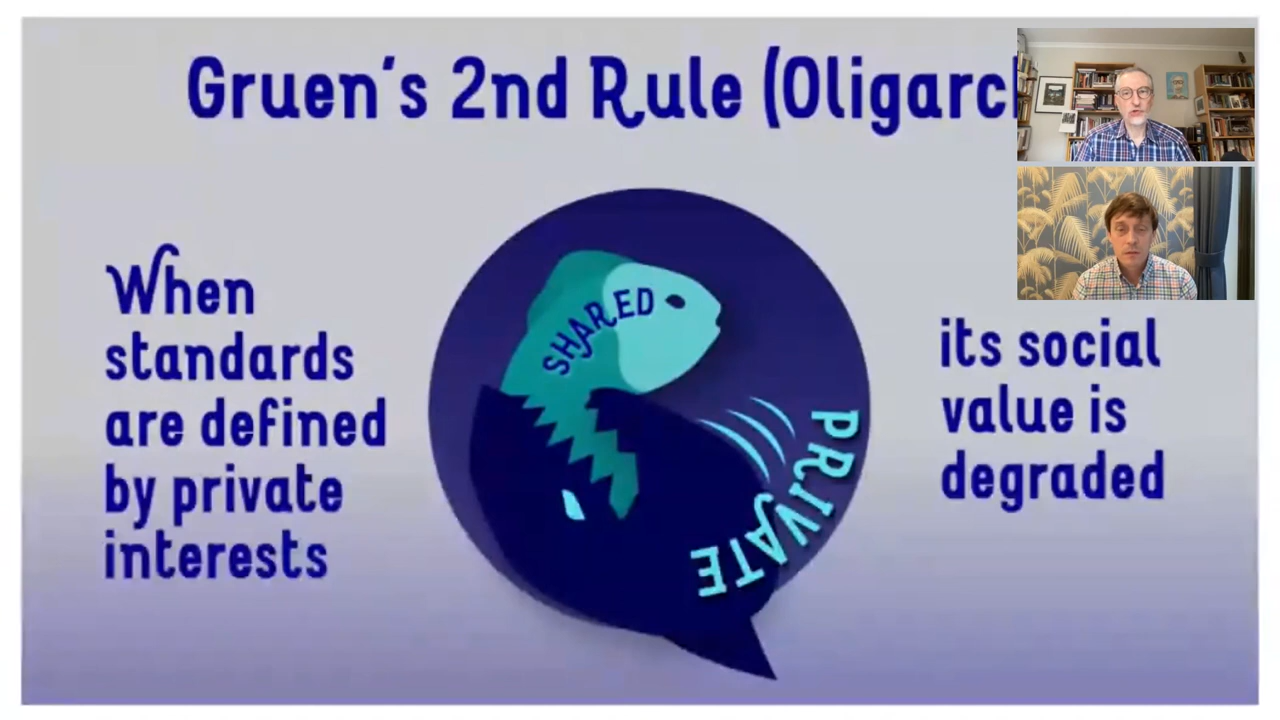 Gruen's 2nd Rule (Oligarc
When
standards
are defined
by private
interests
SHARED
PRIVATE
its social
value is
degraded